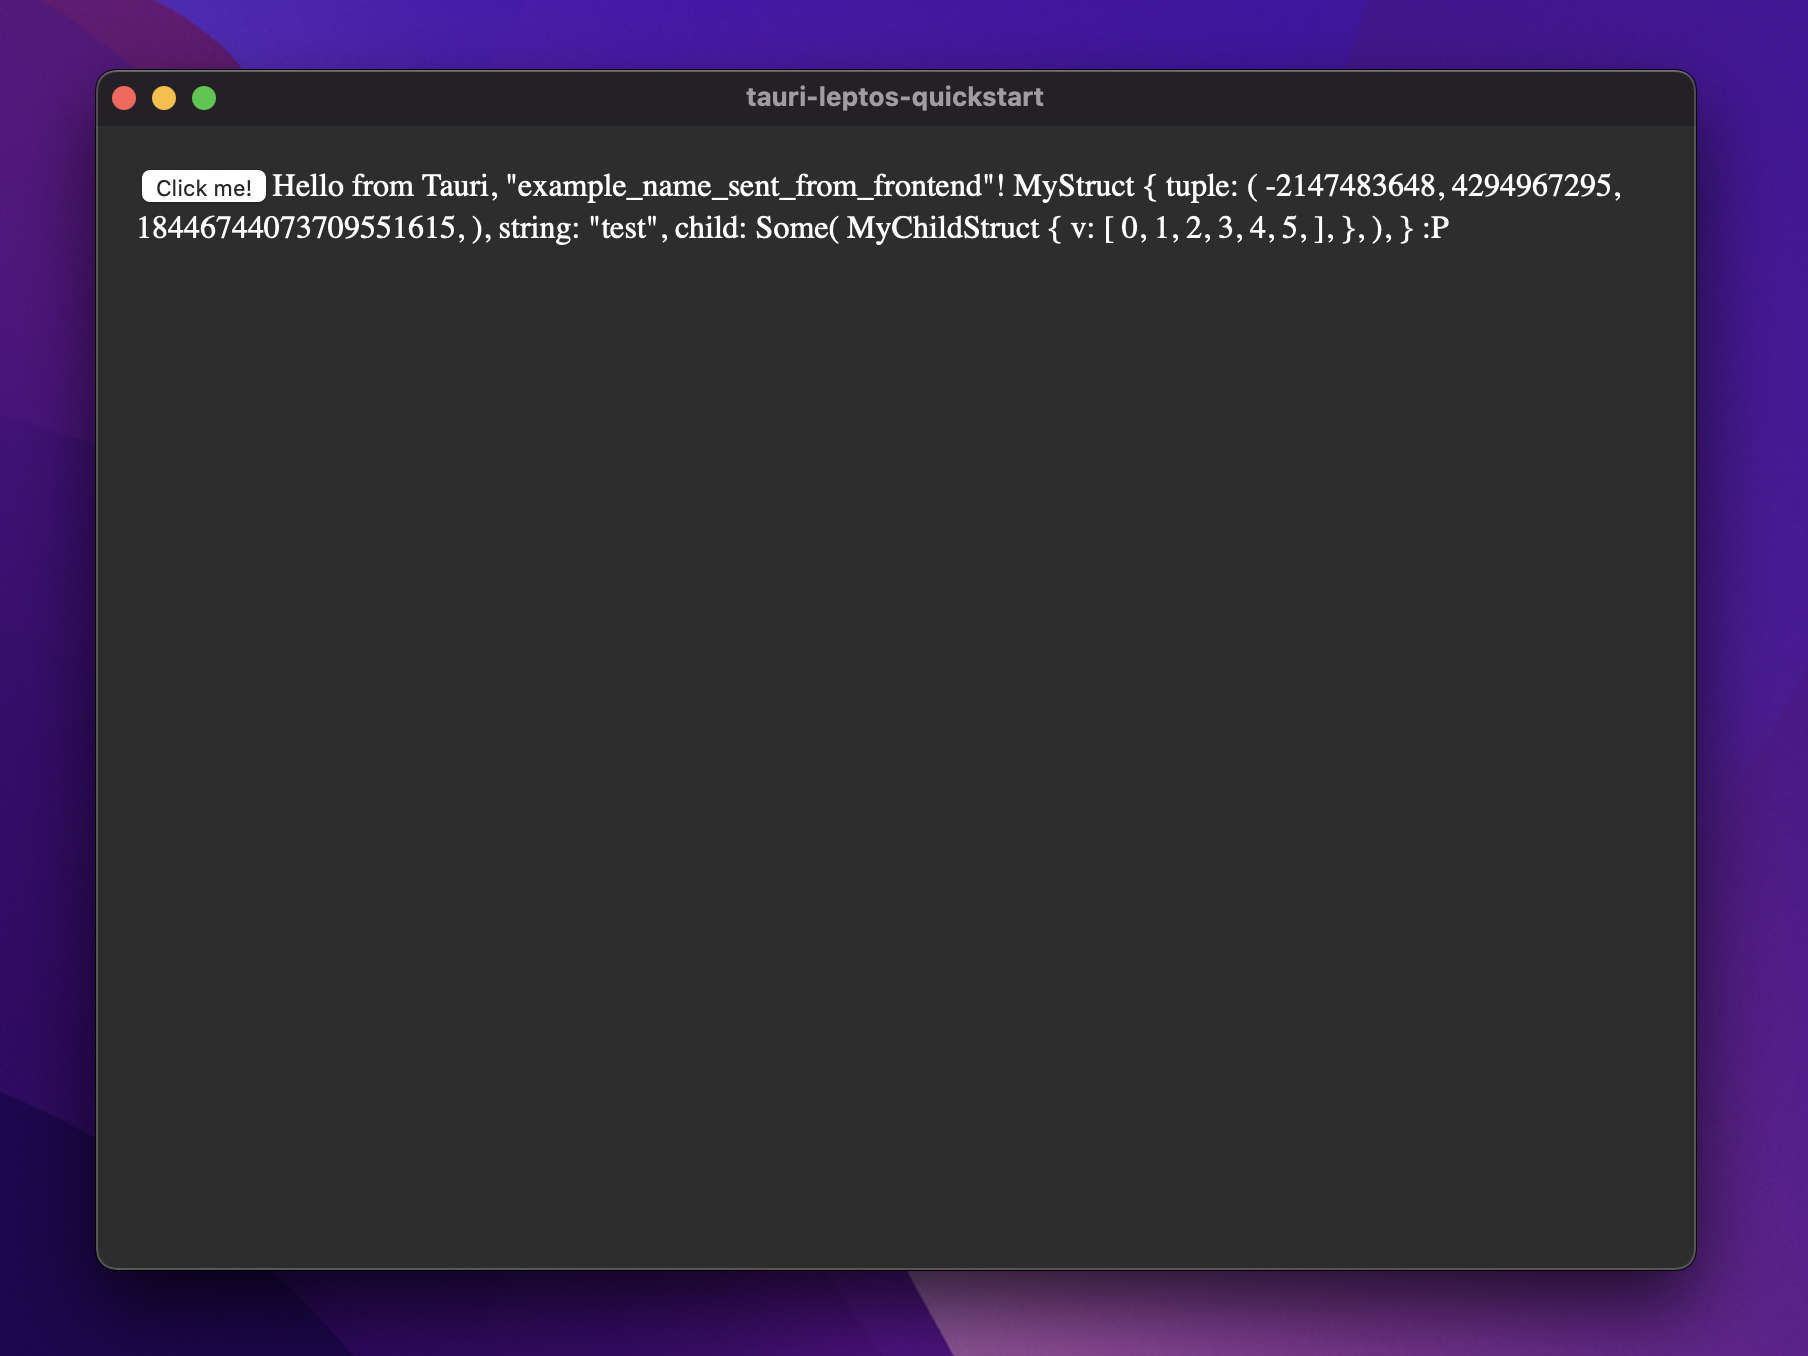 tauri-leptos-quickstart
Click me! Hello from Tauri, "example_name_sent_from_frontend"! MyStruct { tuple: ( -2147483648, 4294967295,
18446744073709551615, ), string: "test", child: Some( MyChildStruct { v: [ 0, 1, 2, 3, 4, 5, ], }, ), } :P